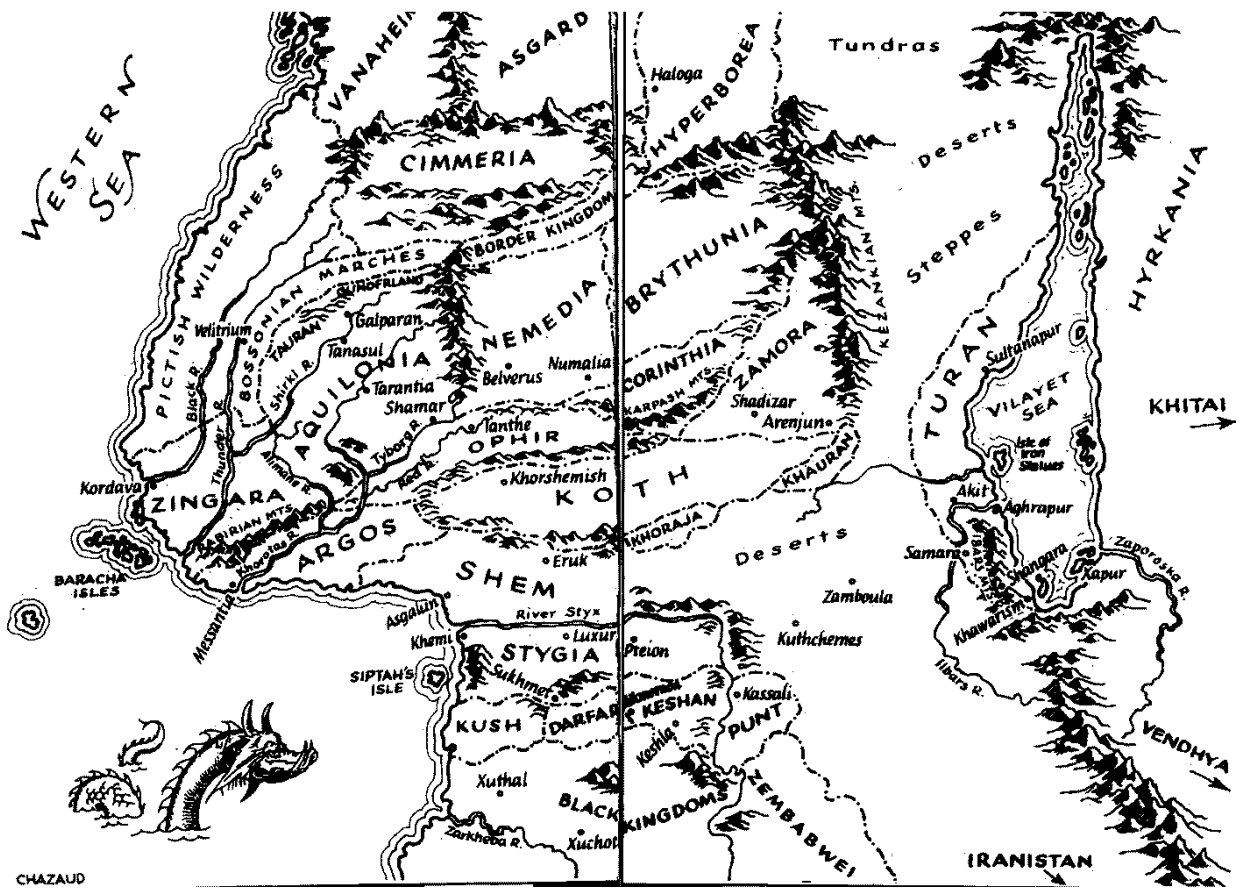 WESTERN
SEA
VANAHEIM
ASGARD
Haloga
HYPERBOREA
Tundras
Deserts
Steppes
HYRKANIA
CIMMERIA
PICTISH WILDERNESS
BORDER KINGDOM
BOSSONIAN MARCHES
GUNDERLAND
TAURAN
BRYTHUNIA
KEZANKIAN MTS.
Velitrium
Galparan
Tanasul
AQUILONIA
NEMEDIA
Numalia
Belverus
Tarantia
Shamar
Black R.
Thunder R.
Shirki R.
Tyborg R.
Alimane R.
Red R.
Tanthe
OPHIR
CORINTHIA
KARPASH MTS.
ZAMORA
Shadizar
Arenjun
KHAURAN
TURAN
Sultanapur
VILAYET
SEA
Isle of
Iron
Statues
KHITAI
Kordava
ZINGARA
RABIRIAN MTS.
Khorotas R.
ARGOS
Khorshemish
KOTH
KHORAJA
Deserts
Akit
Aghrapur
Samara
Shangara
Xapur
Zaporoska R.
Khawarism
Ilbars R.
BARACHA
ISLES
Messantia
SHEM
Eruk
Asgalun
River Styx
Khemi
Luxur
STYGIA
Pteion
Sukhmet
Zamboula
Kuthchemes
SIPTAH'S
ISLE
KUSH
DARFAR
KESHAN
Keshia
Kassali
PUNT
VENDHYA
Xuthal
BLACK KINGDOMS
ZEMBABWEI
Zarkheba R.
Xuchotl
IRANISTAN
CHAZAUD